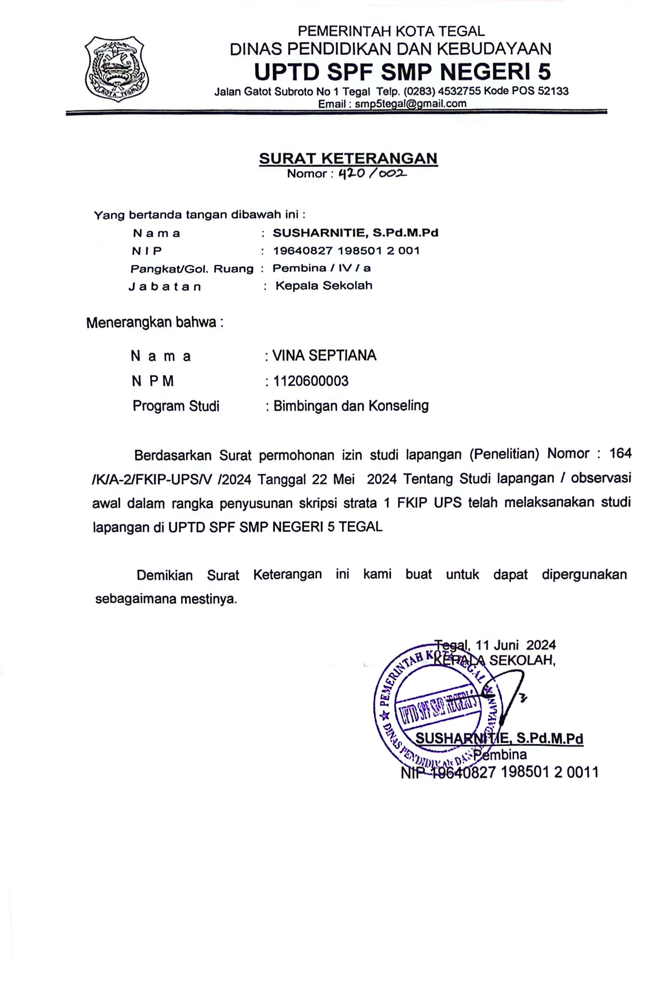 PEMERINTAH KOTA TEGAL
DINAS PENDIDIKAN DAN KEBUDAYAAN
UPTD SPF SMP NEGERI 5
Jalan Gatot Subroto No 1 Tegal Telp. (0283) 4532755 Kode POS 52133
Email : smp5tegal@gmail.com
KOTA TEGAL
SURAT KETERANGAN
Nomor : 420/002
Yang bertanda tangan dibawah ini :
N a m a : SUSHARNITIE, S.Pd.M.Pd
N I P : 19640827 198501 2 001
Pangkat/Gol. Ruang : Pembina / IV / a
J a b a t a n : Kepala Sekolah
Menerangkan bahwa :
N a m a : VINA SEPTIANA
N P M : 1120600003
Program Studi : Bimbingan dan Konseling
Berdasarkan Surat permohonan izin studi lapangan (Penelitian) Nomor : 164
/K/A-2/FKIP-UPS/V /2024 Tanggal 22 Mei 2024 Tentang Studi lapangan / observasi
awal dalam rangka penyusunan skripsi strata 1 FKIP UPS telah melaksanakan studi
lapangan di UPTD SPF SMP NEGERI 5 TEGAL
Demikian Surat Keterangan ini kami buat untuk dapat dipergunakan
sebagaimana mestinya.
Tegal, 11 Juni 2024
KEPALA SEKOLAH,
PEMERINTAH KOTA TEGAL
UPTD SPF SMP NEGERI 5
DINAS PENDIDIKAN DAN KEBUDAYAAN
SUSHARNITIE, S.Pd.M.Pd
Pembina
NIP 19640827 198501 2 0011